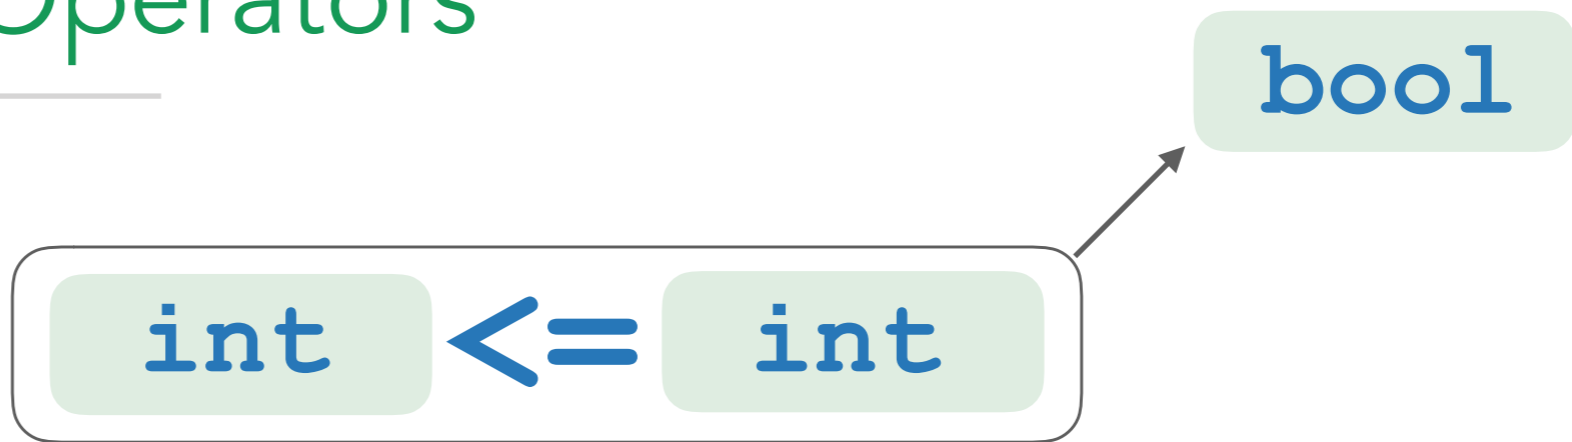 Operators
bool
int <= int